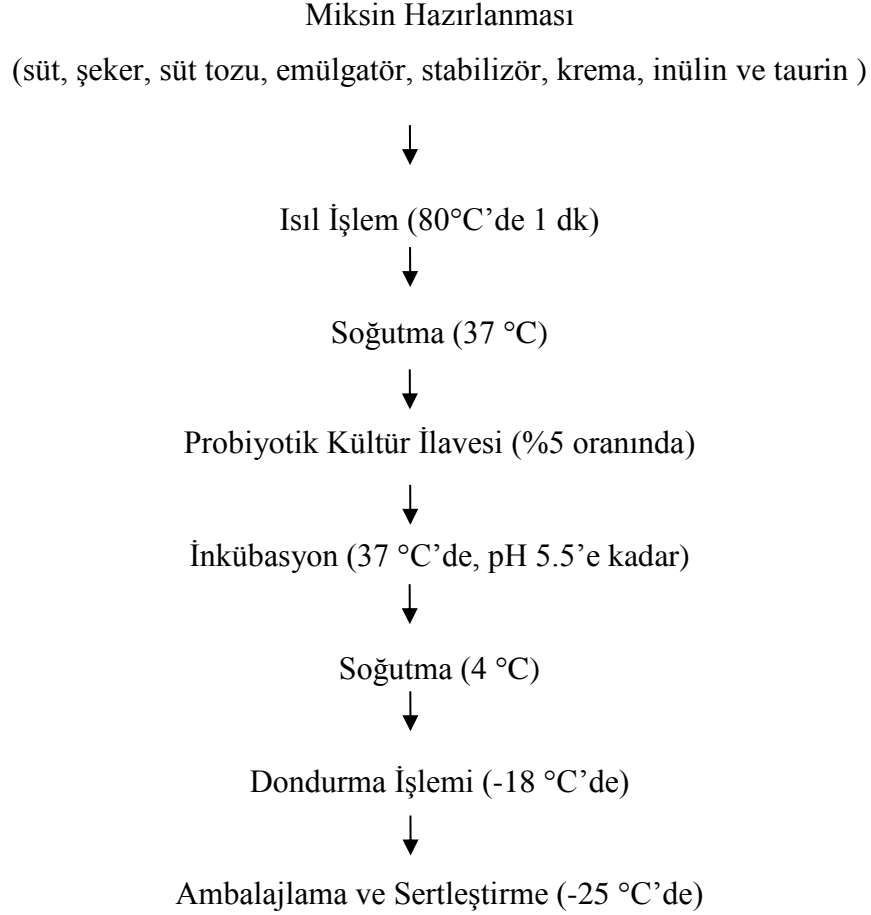 Miksin Hazırlanması
(süt, şeker, süt tozu, emülgatör, stabilizör, krema, inülin ve taurin )
Isıl İşlem (80°C’de 1 dk)
Soğutma (37 °C)
Probiyotik Kültür İlavesi (%5 oranında)
İnkübasyon (37 °C’de, pH 5.5’e kadar)
Soğutma (4 °C)
Dondurma İşlemi (-18 °C’de)
Ambalajlama ve Sertleştirme (-25 °C’de)